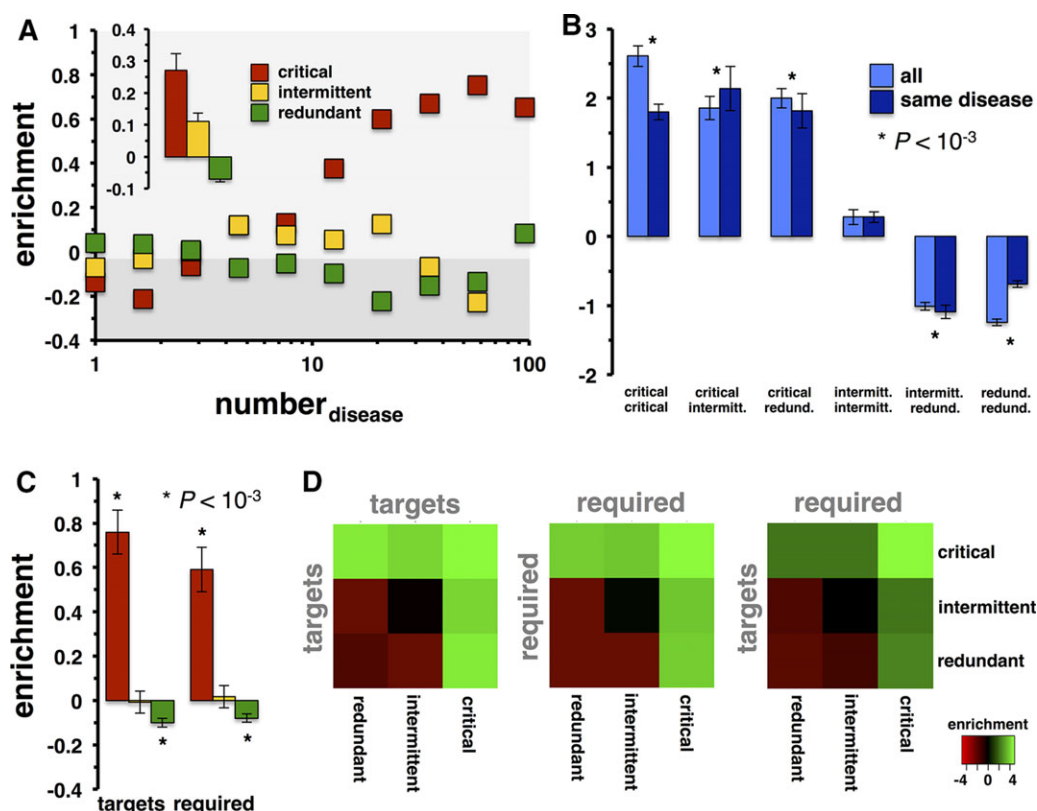 A
enrichment
1
0.8
0.6
0.4
0.2
0
-0.2
-0.4
0.4
0.3
0.2
0.1
0
-0.1
critical
intermittent
redundant
1
10
100
number disease
B
3
2
1
0
-1
-2
all
same disease
* P < 10-3
*
*
*
*
*
critical critical
critical intermitt.
critical redund.
intermitt. intermitt.
intermitt. redund.
redund. redund.
C
enrichment
1
0.8
0.6
0.4
0.2
0
-0.2
-0.4
* P < 10-3
*
*
*
*
targets required
D
targets
required
required
targets
required
targets
critical
intermittent
redundant
redundant
intermittent
critical
redundant
intermittent
critical
redundant
intermittent
critical
enrichment
-4 0 4